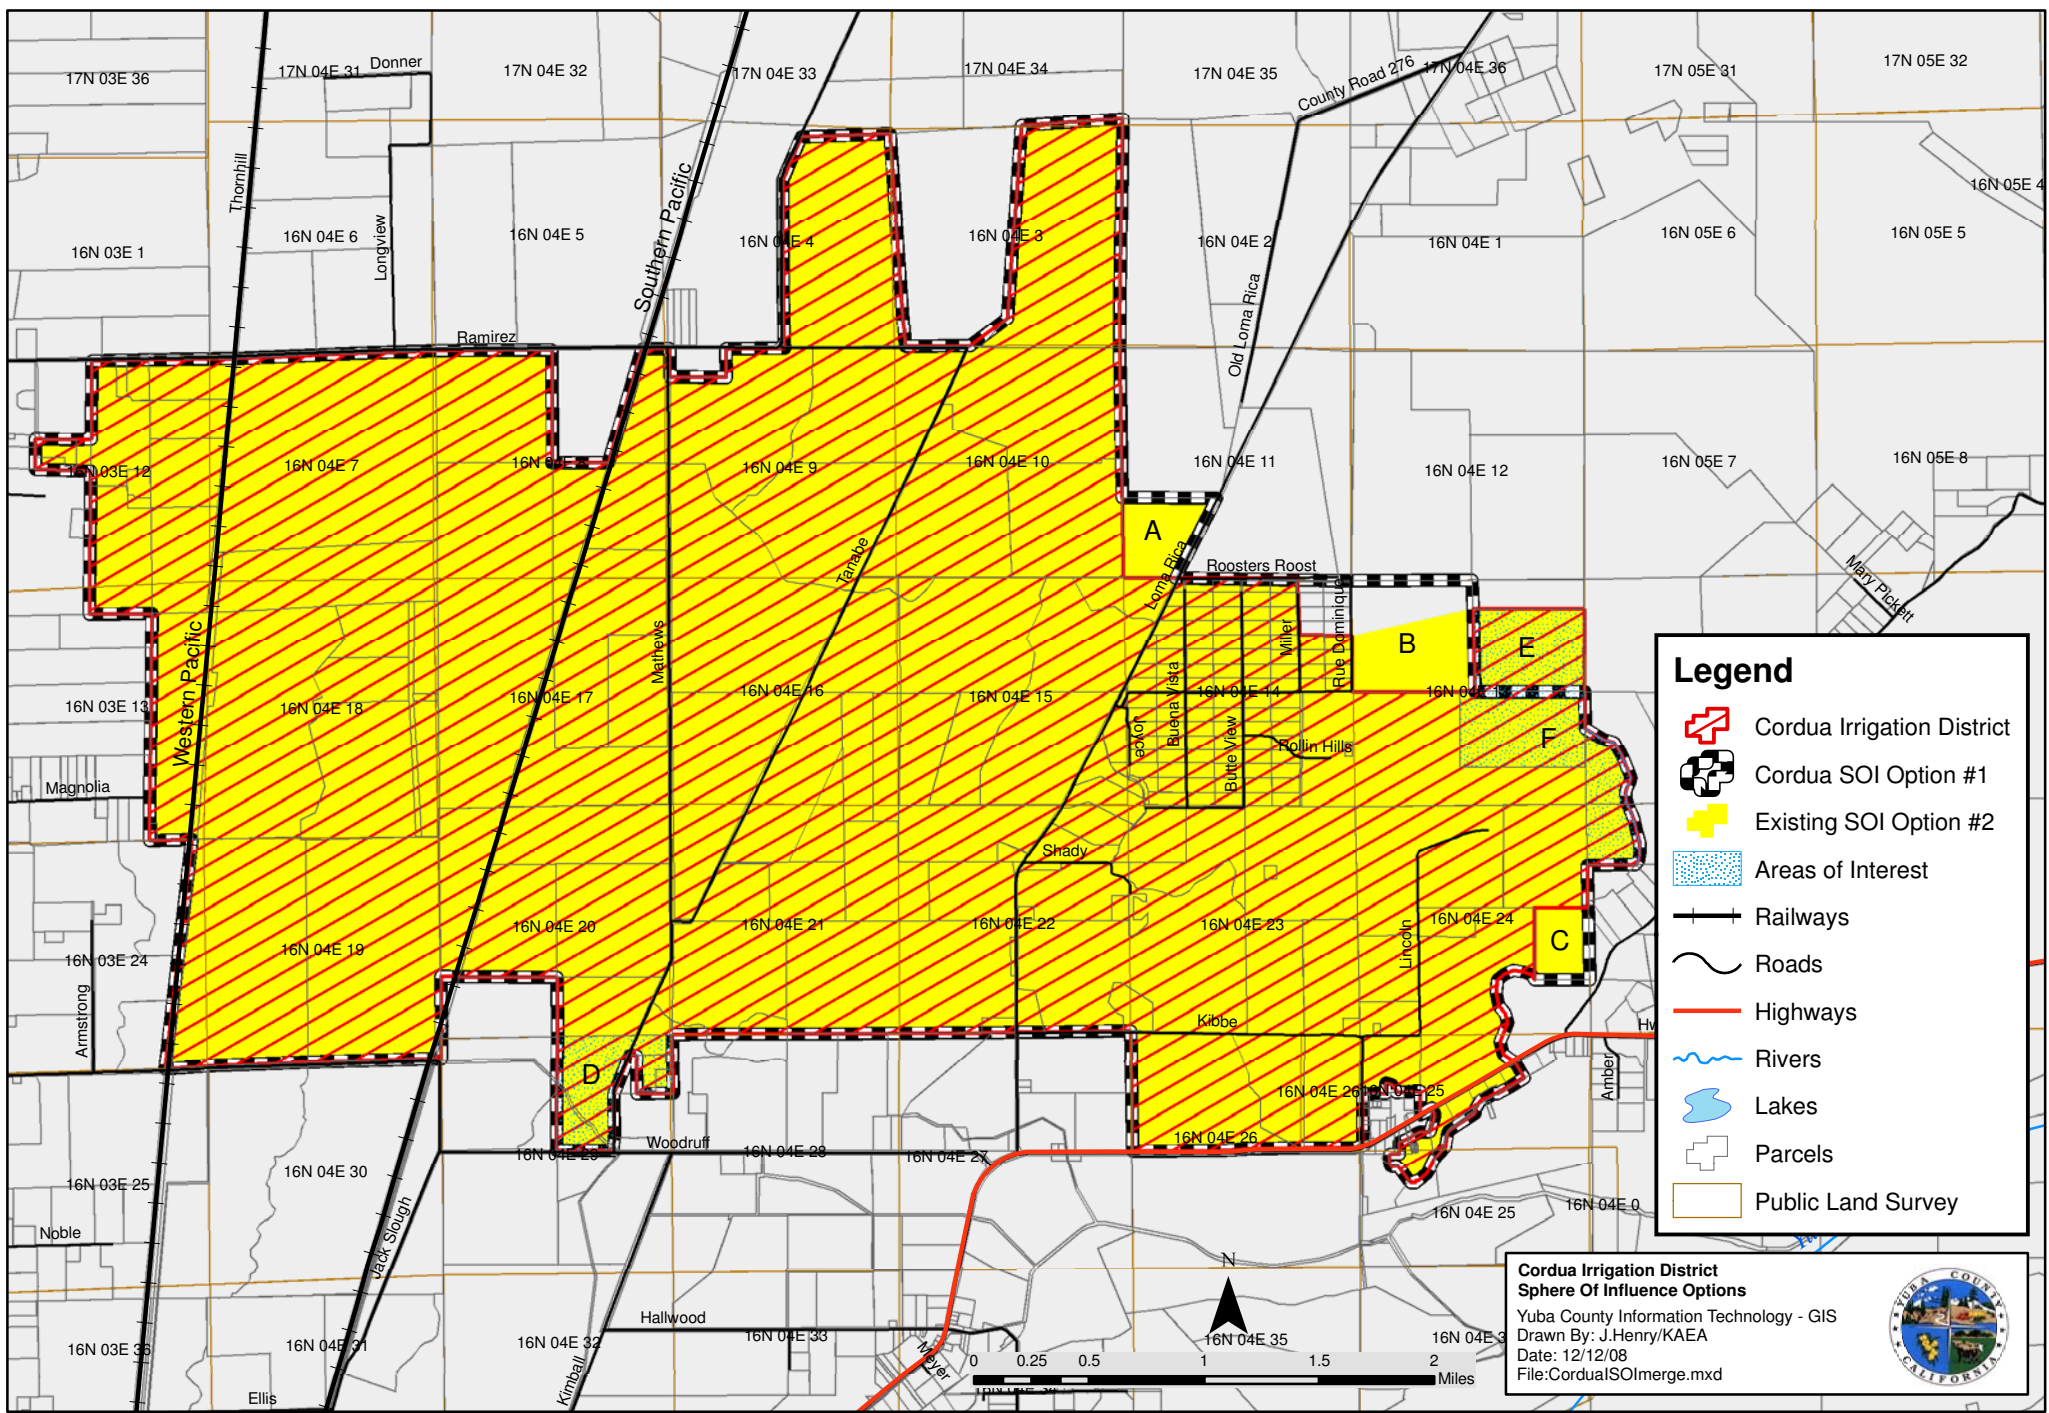 17N 03E 36
17N 04E 31
Donner
17N 04E 32
17N 04E 33
17N 04E 34
17N 04E 35
County Road 276
17N 04E 36
17N 05E 31
17N 05E 32
Thornhill
Longview
Southern Pacific
16N 05E 4
16N 03E 1
16N 04E 6
16N 04E 5
16N 04E 4
16N 04E 3
16N 04E 2
16N 04E 1
16N 05E 6
16N 05E 5
Old Loma Rica
Ramirez
16N 03E 12
16N 04E 7
16N 04E 9
16N 04E 10
16N 04E 11
16N 04E 12
16N 05E 7
16N 05E 8
A
Tanabe
Loma Rica
Roosters Roost
Mary Pickett
Western Pacific
Mathews
Miller
Rue Dominique
B
E
16N 03E 13
16N 04E 18
16N 04E 17
16N 04E 16
16N 04E 15
16N 04E 14
Joyce
Buena Vista
Butte View
Rollin Hills
F
Magnolia
Shady
16N 03E 24
16N 04E 19
16N 04E 20
16N 04E 21
16N 04E 22
16N 04E 23
Lincoln
16N 04E 24
C
Armstrong
Kibbe
D
16N 04E 26
16N 04E 25
Amber
Woodruff
16N 04E 29
16N 04E 28
16N 04E 27
16N 04E 26
16N 03E 25
16N 04E 30
16N 04E 25
16N 04E 0
Noble
Jack Slough
Hallwood
16N 03E 36
16N 04E 31
16N 04E 32
16N 04E 33
16N 04E 35
Kimball
Meyer
Ellis
N
0 0.25 0.5 1 1.5 2
Miles
Legend
Cordua Irrigation District
Cordua SOI Option #1
Existing SOI Option #2
Areas of Interest
Railways
Roads
Highways
Rivers
Lakes
Parcels
Public Land Survey
Cordua Irrigation District
Sphere Of Influence Options
Yuba County Information Technology - GIS
Drawn By: J.Henry/KAEA
Date: 12/12/08
File:CorduaISOImerge.mxd
YUBA COUNTY
CALIFORNIA